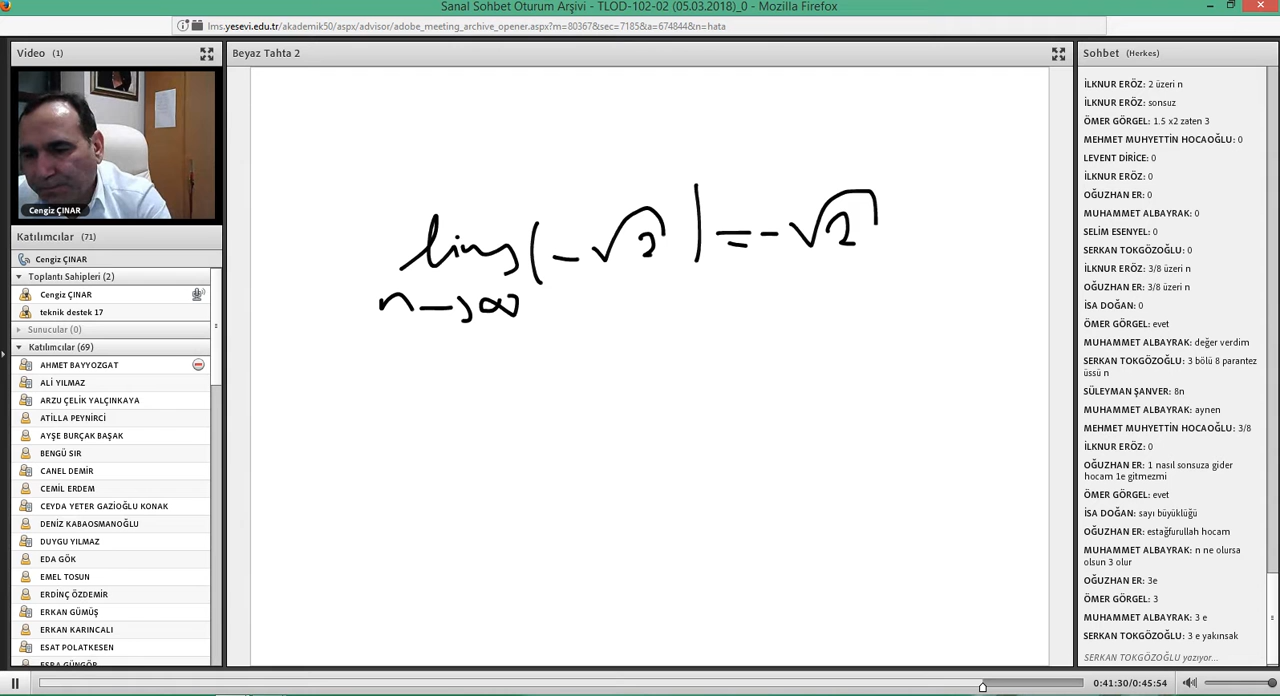 Sanal Sohbet Oturum Arşivi - TLOD-102-02 (05.03.2018)_0 - Mozilla Firefox
lms.yesevi.edu.tr/akademik50/aspx/advisor/adobe_meeting_archive_opener.aspx?m=80367&sec=7185&a=674844&n=hata
Video (1)
Cengiz ÇINAR
Katılımcılar (71)
Cengiz ÇINAR
Toplantı Sahipleri (2)
Cengiz ÇINAR
teknik destek 17
Sunucular (0)
Katılımcılar (69)
AHMET BAYYOZGAT
ALİ YILMAZ
ARZU ÇELİK YALÇINKAYA
ATİLLA PEYNİRCİ
AYŞE BURÇAK BAŞAK
BENGÜ SIR
CANEL DEMİR
CEMİL ERDEM
CEYDA YETER GAZİOĞLU KONAK
DENİZ KABAOSMANOĞLU
DUYGU YILMAZ
EDA GÖK
EMEL TOSUN
ERDİNÇ ÖZDEMİR
ERKAN GÜMÜŞ
ERKAN KARINCALI
ESAT POLATKESEN
ESRA GÜNGÖR
Beyaz Tahta 2
lim (-√2) = -√2
n→∞
Sohbet (Herkes)
İLKNUR ERÖZ: 2 üzeri n
İLKNUR ERÖZ: sonsuz
ÖMER GÖRGEL: 1.5 x2 zaten 3
MEHMET MUHYETTİN HOCAOĞLU: 0
LEVENT DİRİCE: 0
İLKNUR ERÖZ: 0
OĞUZHAN ER: 0
MUHAMMET ALBAYRAK: 0
SELİM ESENYEL: 0
SERKAN TOKGÖZOĞLU: 0
İLKNUR ERÖZ: 3/8 üzeri n
OĞUZHAN ER: 3/8 üzeri n
İSA DOĞAN: 0
ÖMER GÖRGEL: evet
MUHAMMET ALBAYRAK: değer verdim
SERKAN TOKGÖZOĞLU: 3 bölü 8 parantez
üssü n
SÜLEYMAN ŞANVER: 8n
MUHAMMET ALBAYRAK: aynen
MEHMET MUHYETTİN HOCAOĞLU: 3/8
İLKNUR ERÖZ: 0
OĞUZHAN ER: 1 nasıl sonsuza gider
hocam 1e gitmezmi
ÖMER GÖRGEL: evet
İSA DOĞAN: sayı büyüklüğü
OĞUZHAN ER: estağfurullah hocam
MUHAMMET ALBAYRAK: n ne olursa
olsun 3 olur
OĞUZHAN ER: 3e
ÖMER GÖRGEL: 3
MUHAMMET ALBAYRAK: 3 e
SERKAN TOKGÖZOĞLU: 3 e yakınsak
SERKAN TOKGÖZOĞLU yazıyor...
0:41:30/0:45:54